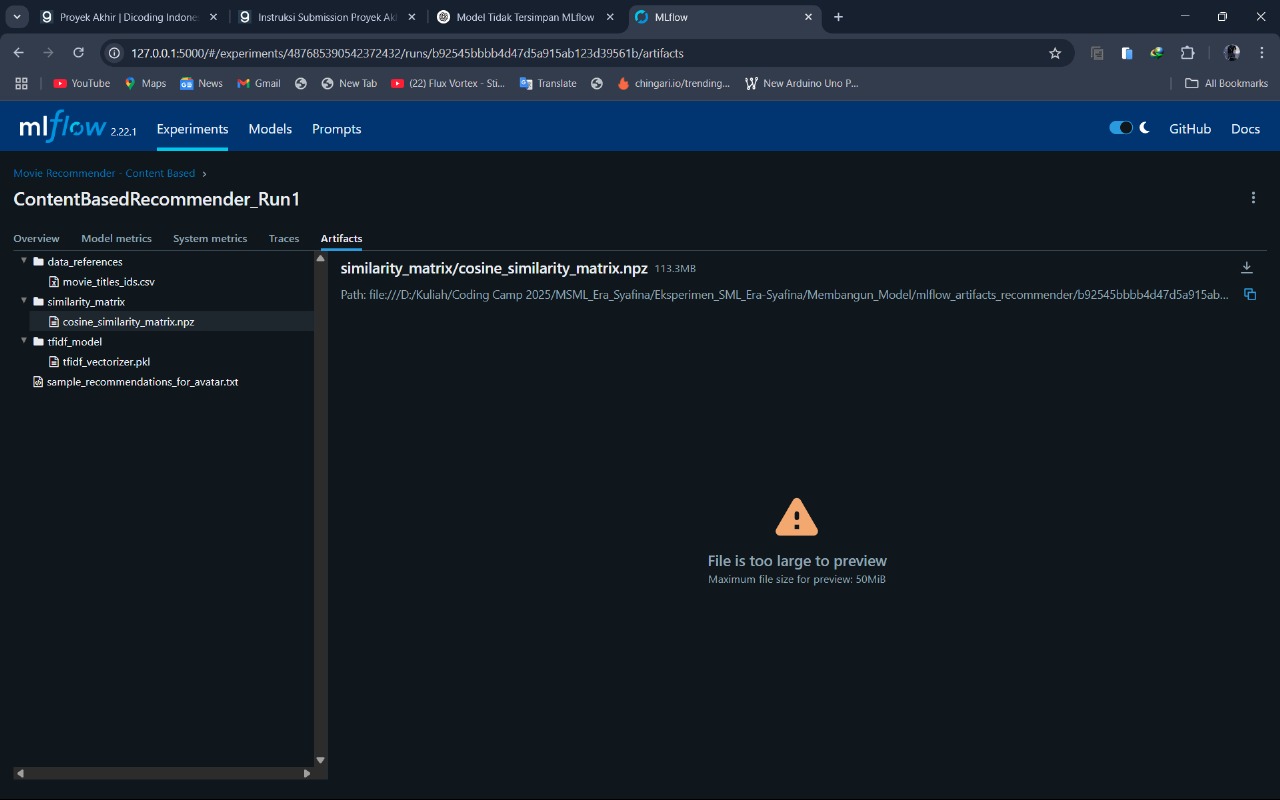 Proyek Akhir | Dicoding Indone
Instruksi Submission Proyek Ak
Model Tidak Tersimpan MLflow
MLflow
127.0.0.1:5000/#/experiments/487685390542372432/runs/b92545bbbb4d47d5a915ab123d39561b/artifacts
YouTube
Maps
News
Gmail
New Tab
(22) Flux Vortex - Sti...
Translate
chingari.io/trending...
New Arduino Uno P...
All Bookmarks
mlflow 2.22.1
Experiments
Models
Prompts
GitHub
Docs
Movie Recommender - Content Based
ContentBasedRecommender_Run1
Overview
Model metrics
System metrics
Traces
Artifacts
data_references
movie_titles_ids.csv
similarity_matrix
cosine_similarity_matrix.npz
tfidf_model
tfidf_vectorizer.pkl
sample_recommendations_for_avatar.txt
similarity_matrix/cosine_similarity_matrix.npz 113.3MB
Path: file:///D:/Kuliah/Coding Camp 2025/MSML_Era_Syafina/Eksperimen_SML_Era-Syafina/Membangun_Model/mlflow_artifacts_recommender/b92545bbbb4d47d5a915ab...
File is too large to preview
Maximum file size for preview: 50MiB